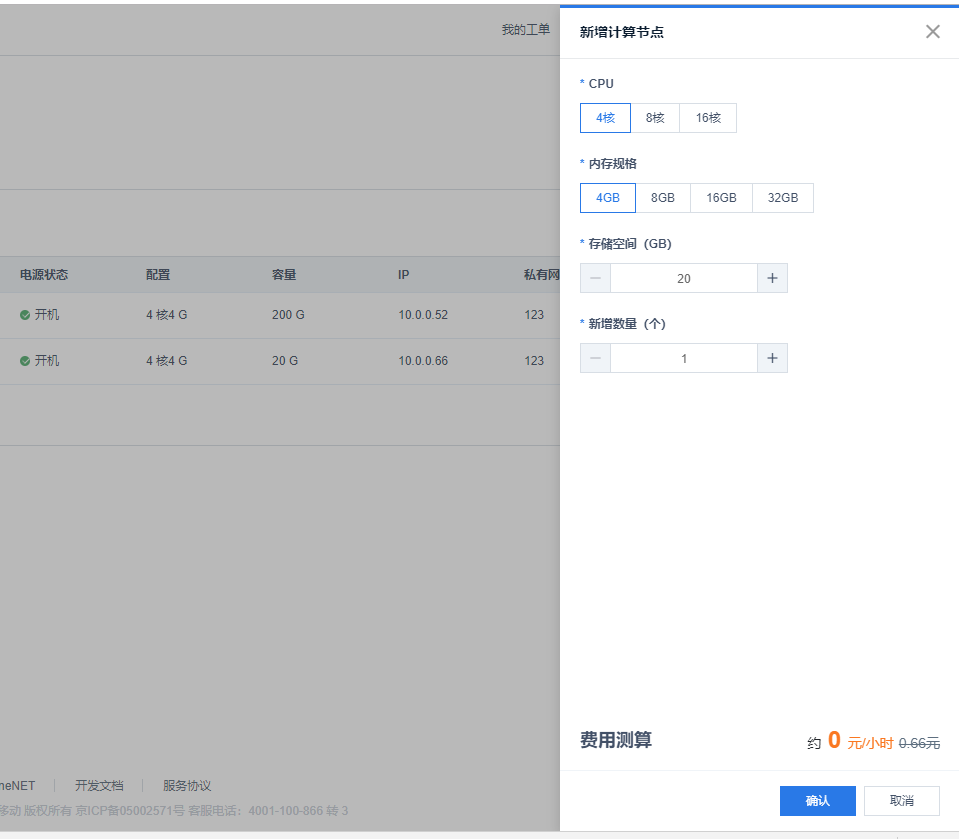 我的工单
新增计算节点
* CPU
4核 8核 16核
* 内存规格
4GB 8GB 16GB 32GB
* 存储空间（GB）
20
* 新增数量（个）
1
电源状态 配置 容量 IP 私有网
开机 4 核4 G 200 G 10.0.0.52 123
开机 4 核4 G 20 G 10.0.0.66 123
费用测算 约 0 元/小时 0.66元
确认 取消
heNET 开发文档 服务协议
移动 版权所有 京ICP备05002571号 客服电话：4001-100-866 转 3